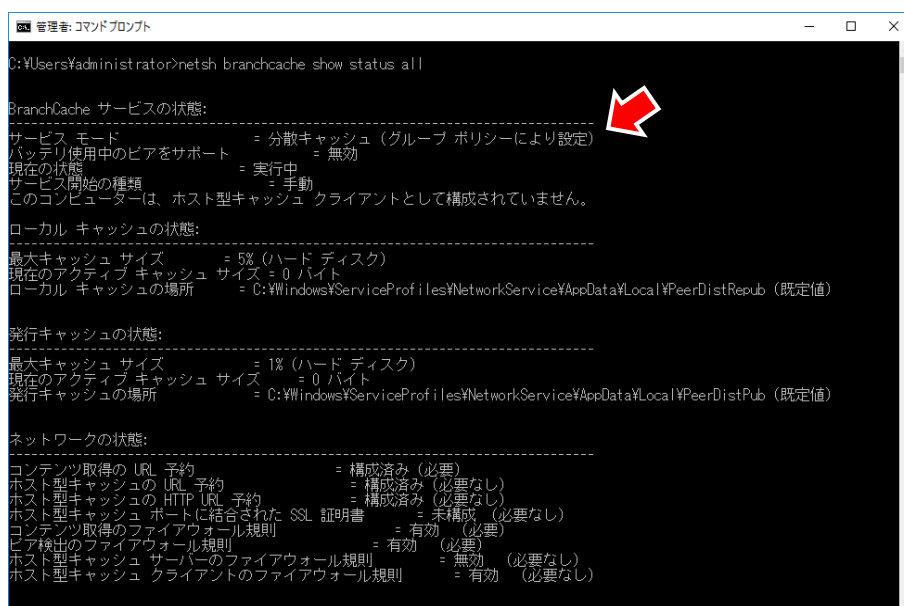 管理者: コマンド プロンプト
C:¥Users¥administrator>netsh branchcache show status all
BranchCache サービスの状態:
-------------------------------------------------------------------------------
サービス モード = 分散キャッシュ (グループ ポリシーにより設定)
バッテリ使用中のピアをサポート = 無効
現在の状態 = 実行中
サービス開始の種類 = 手動
このコンピューターは、ホスト型キャッシュ クライアントとして構成されていません。
ローカル キャッシュの状態:
-------------------------------------------------------------------------------
最大キャッシュ サイズ = 5% (ハード ディスク)
現在のアクティブ キャッシュ サイズ = 0 バイト
ローカル キャッシュの場所 = C:¥Windows¥ServiceProfiles¥NetworkService¥AppData¥Local¥PeerDistRepub (既定値)
発行キャッシュの状態:
-------------------------------------------------------------------------------
最大キャッシュ サイズ = 1% (ハード ディスク)
現在のアクティブ キャッシュ サイズ = 0 バイト
発行キャッシュの場所 = C:¥Windows¥ServiceProfiles¥NetworkService¥AppData¥Local¥PeerDistPub (既定値)
ネットワークの状態:
-------------------------------------------------------------------------------
コンテンツ取得の URL 予約 = 構成済み (必要)
ホスト型キャッシュの URL 予約 = 構成済み (必要なし)
ホスト型キャッシュの HTTP URL 予約 = 構成済み (必要なし)
ホスト型キャッシュ ポートに結合された SSL 証明書 = 未構成 (必要なし)
コンテンツ取得のファイアウォール規則 = 有効 (必要)
ピア検出のファイアウォール規則 = 有効 (必要)
ホスト型キャッシュ サーバーのファイアウォール規則 = 無効 (必要なし)
ホスト型キャッシュ クライアントのファイアウォール規則 = 有効 (必要なし)